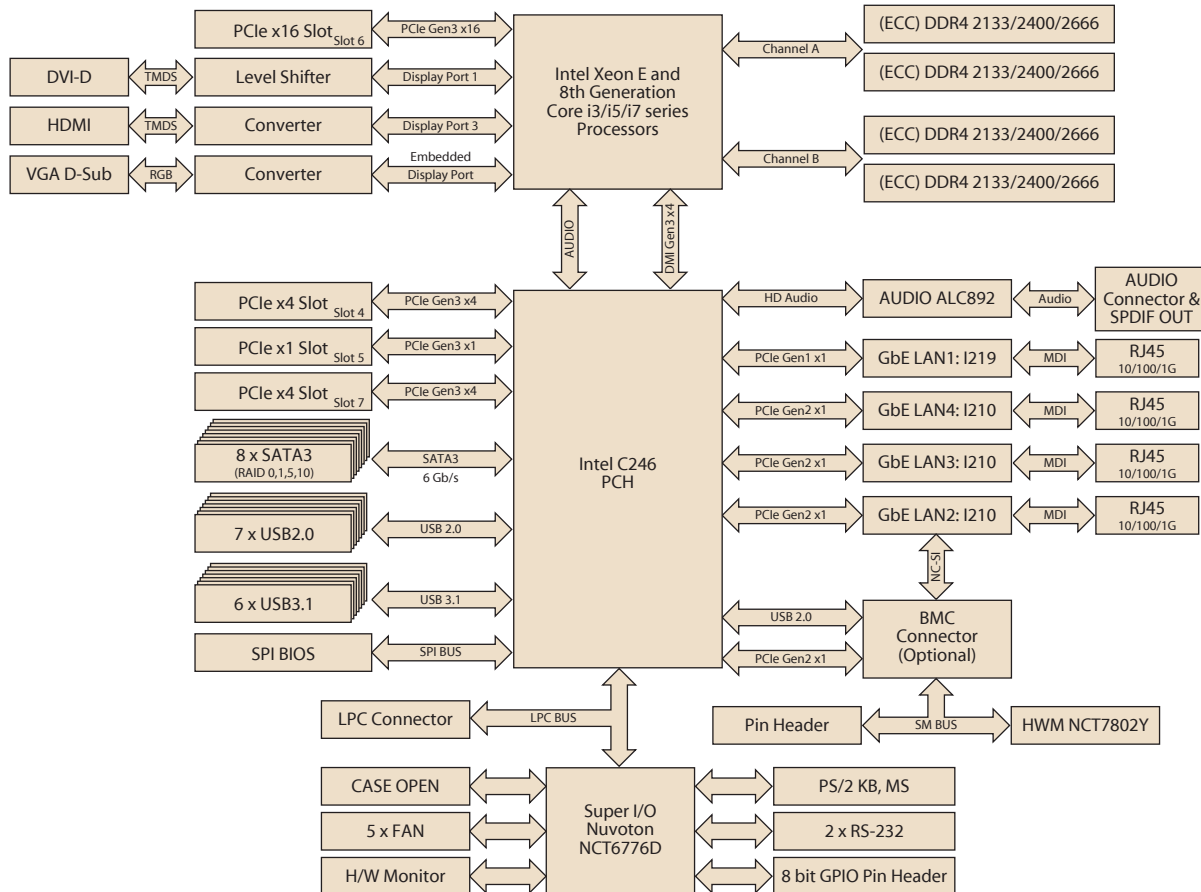 PCIe x16 Slot
Slot 6
PCIe Gen3 x16
DVI-D
TMDS
Level Shifter
Display Port 1
HDMI
TMDS
Converter
Display Port 3
VGA D-Sub
RGB
Converter
Embedded
Display Port
Intel Xeon E and
8th Generation
Core i3/i5/i7 series
Processors
Channel A
(ECC) DDR4 2133/2400/2666
(ECC) DDR4 2133/2400/2666
Channel B
(ECC) DDR4 2133/2400/2666
(ECC) DDR4 2133/2400/2666
AUDIO
DMI Gen3 x4
PCIe x4 Slot
Slot 4
PCIe Gen3 x4
PCIe x1 Slot
Slot 5
PCIe Gen3 x1
PCIe x4 Slot
Slot 7
PCIe Gen3 x4
8 x SATA3
(RAID 0,1,5,10)
SATA3
6 Gb/s
7 x USB2.0
USB 2.0
6 x USB3.1
USB 3.1
SPI BIOS
SPI BUS
Intel C246
PCH
HD Audio
AUDIO ALC892
Audio
AUDIO
Connector &
SPDIF OUT
PCIe Gen1 x1
GbE LAN1: I219
MDI
RJ45
10/100/1G
PCIe Gen2 x1
GbE LAN4: I210
MDI
RJ45
10/100/1G
PCIe Gen2 x1
GbE LAN3: I210
MDI
RJ45
10/100/1G
PCIe Gen2 x1
GbE LAN2: I210
MDI
RJ45
10/100/1G
NC-SI
USB 2.0
PCIe Gen2 x1
BMC
Connector
(Optional)
LPC Connector
LPC BUS
Pin Header
SM BUS
HWM NCT7802Y
CASE OPEN
5 x FAN
H/W Monitor
Super I/O
Nuvoton
NCT6776D
PS/2 KB, MS
2 x RS-232
8 bit GPIO Pin Header